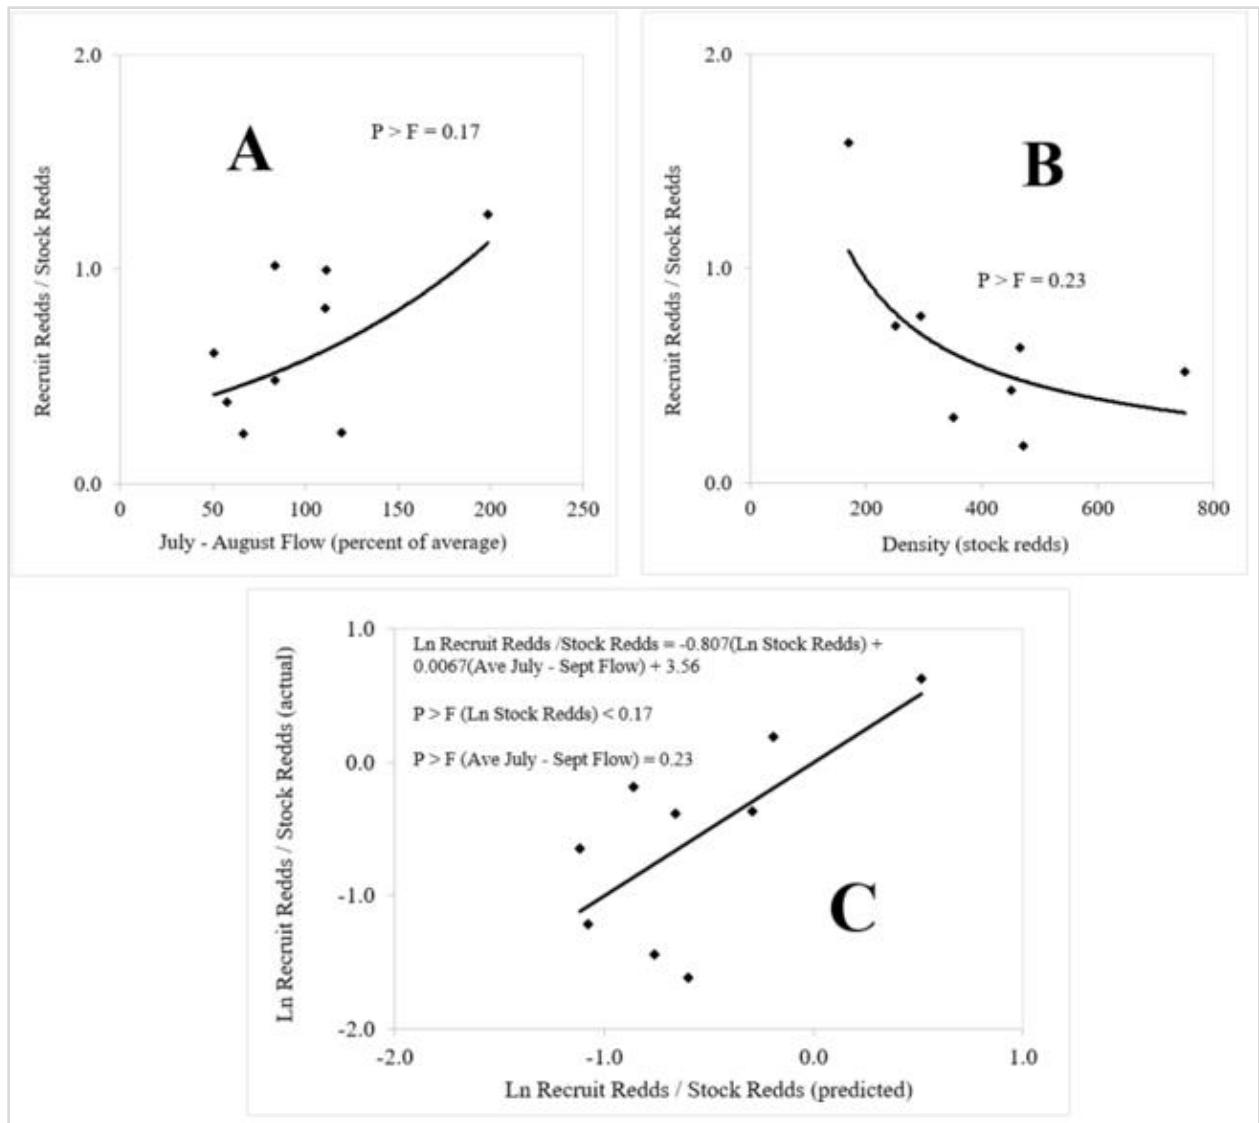 2.0
P > F = 0.17
A
1.0
0.0
0 50 100 150 200 250
July - August Flow (percent of average)
Recruit Redds / Stock Redds
2.0
B
P > F = 0.23
1.0
0.0
0 200 400 600 800
Density (stock redds)
Recruit Redds / Stock Redds
1.0
Ln Recruit Redds /Stock Redds = -0.807(Ln Stock Redds) +
0.0067(Ave July - Sept Flow) + 3.56
P > F (Ln Stock Redds) < 0.17
P > F (Ave July - Sept Flow) = 0.23
0.0
-1.0
C
-2.0
-2.0 -1.0 0.0 1.0
Ln Recruit Redds / Stock Redds (predicted)
Ln Recruit Redds / Stock Redds (actual)